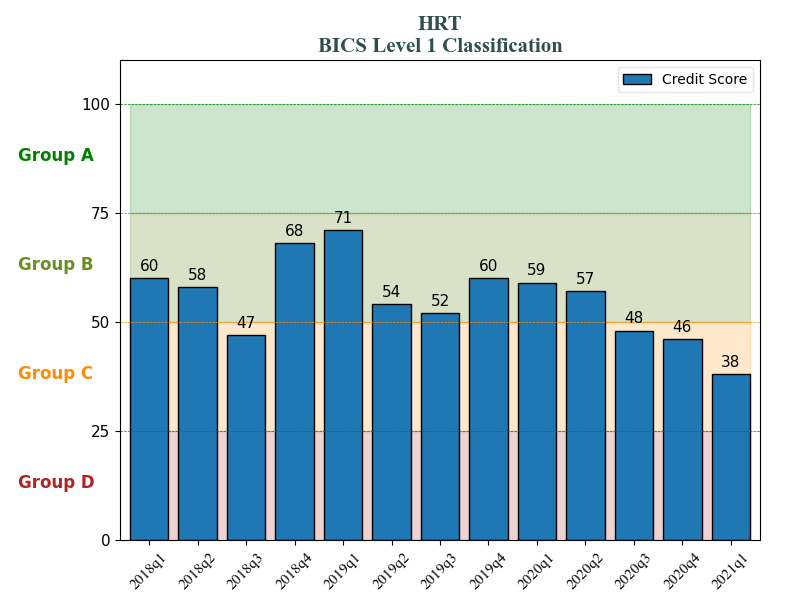 HRT
BICS Level 1 Classification
Credit Score
100
Group A
75
71
68
Group B
60
58
60
59
57
54
52
50
47
48
46
Group C
38
25
Group D
0
2018q1
2018q2
2018q3
2018q4
2019q1
2019q2
2019q3
2019q4
2020q1
2020q2
2020q3
2020q4
2021q1